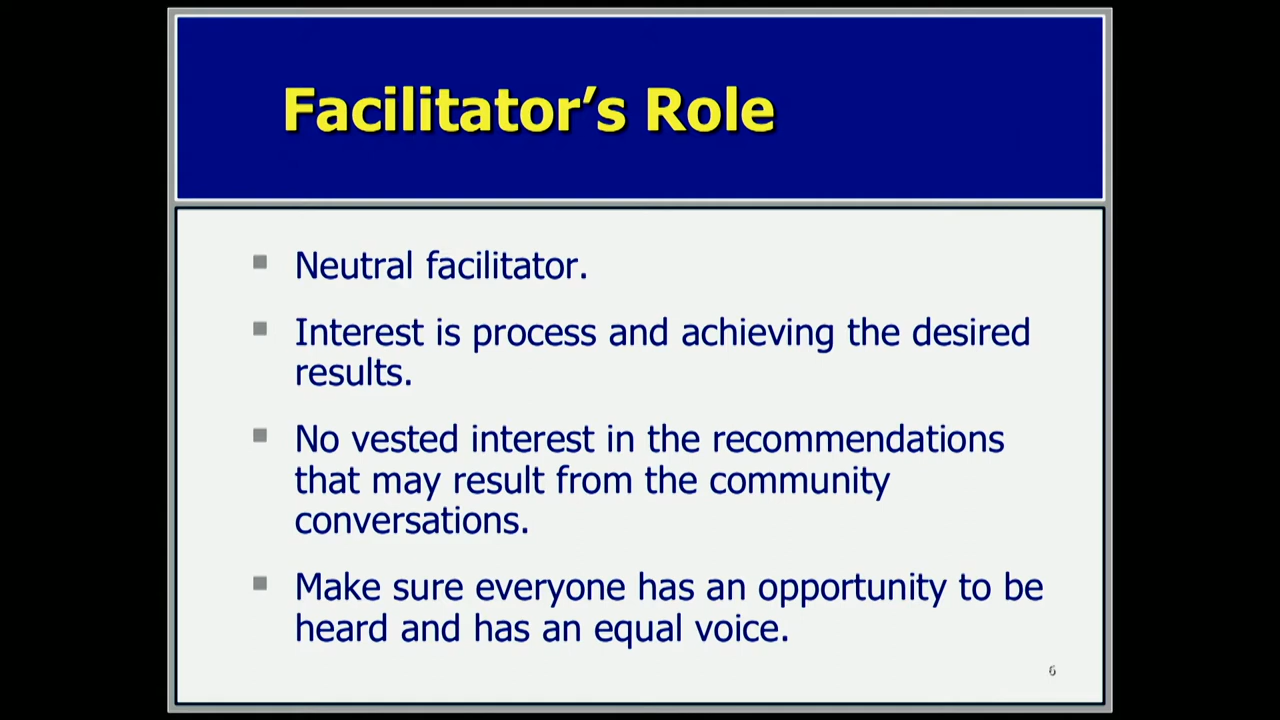 Facilitator’s Role
Neutral facilitator.
Interest is process and achieving the desired
results.
No vested interest in the recommendations
that may result from the community
conversations.
Make sure everyone has an opportunity to be
heard and has an equal voice.
6